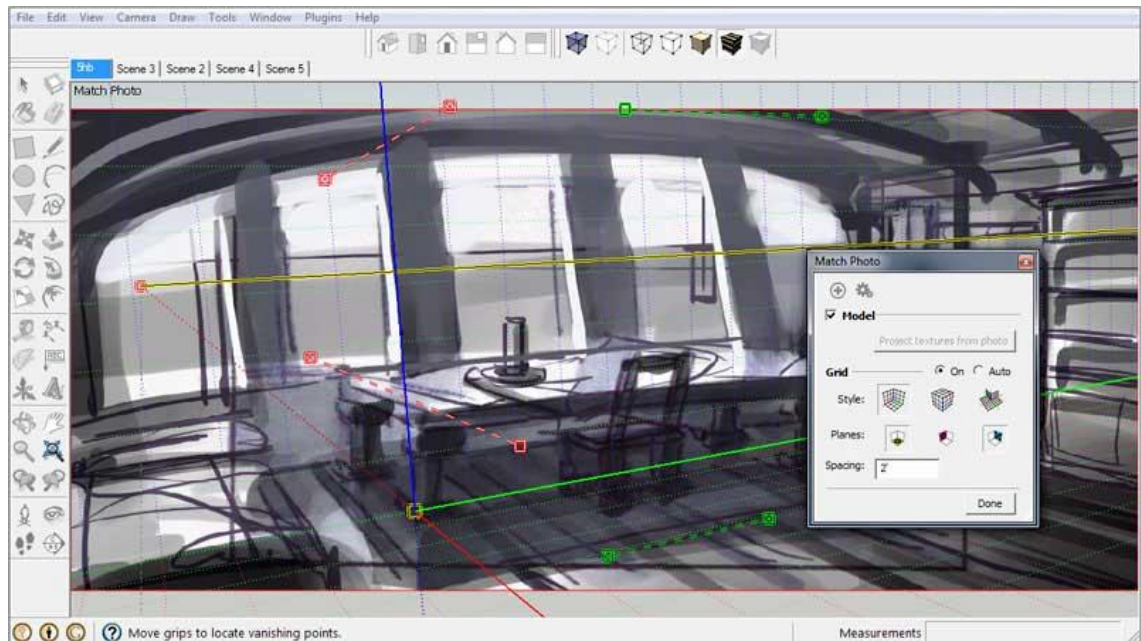 File Edit View Camera Draw Tools Window Plugins Help
Shb Scene 3 Scene 2 Scene 4 Scene 5
Match Photo
Match Photo
Model
Project textures from photo
Grid On Auto
Style:
Planes:
Spacing: 2'
Done
ABC
Move grips to locate vanishing points.
Measurements